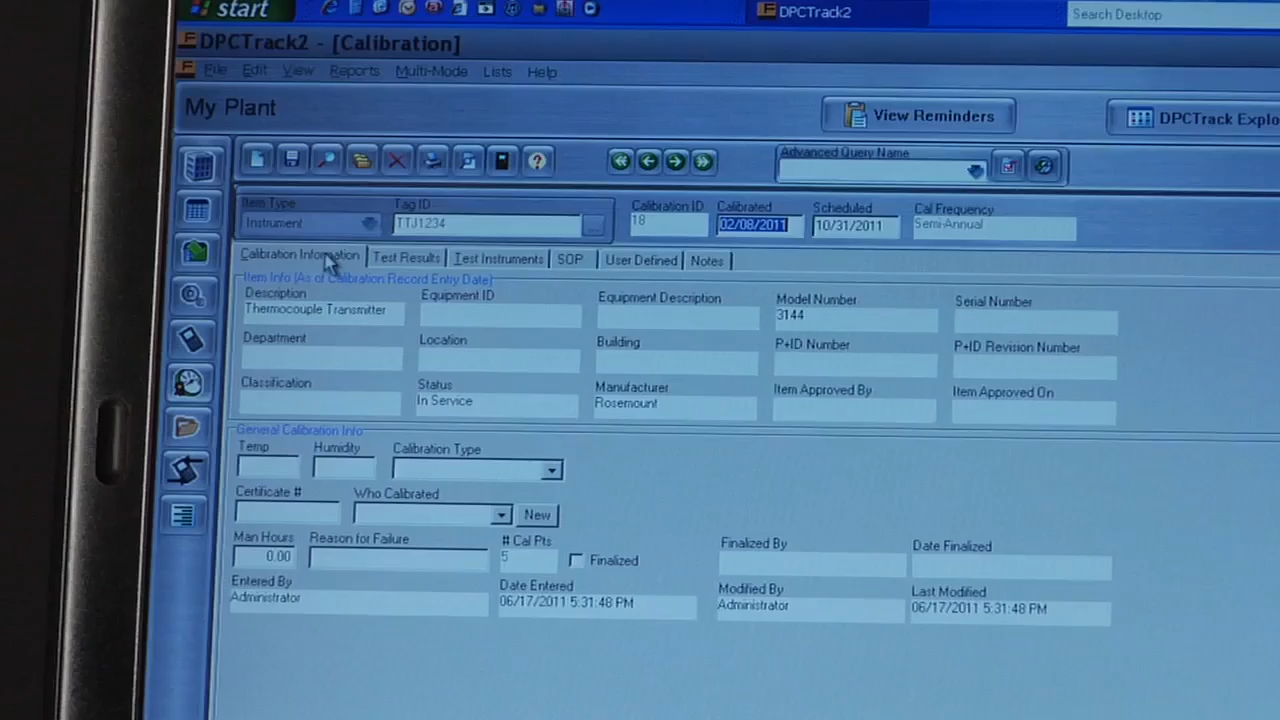 start
DPCTrack2
Search Desktop
DPCTrack2 - [Calibration]
File Edit View Reports Multi-Mode Lists Help
My Plant
View Reminders
DPCTrack Explo
Advanced Query Name
Item Type
Tag ID
Calibration ID
Calibrated
Scheduled
Cal Frequency
Instrument
TTJ1234
...
18
02/08/2011
10/31/2011
Semi-Annual
Calibration Information
Test Results
Test Instruments
SOP
User Defined
Notes
Item Info (As of Calibration Record Entry Date)
Description
Equipment ID
Equipment Description
Model Number
Serial Number
Thermocouple Transmitter
3144
Department
Location
Building
P+ID Number
P+ID Revision Number
Classification
Status
Manufacturer
Item Approved By
Item Approved On
In Service
Rosemount
General Calibration Info
Temp
Humidity
Calibration Type
Certificate #
Who Calibrated
New
Man Hours
Reason for Failure
# Cal Pts
Finalized By
Date Finalized
0.00
5
Finalized
Entered By
Date Entered
Modified By
Last Modified
Administrator
06/17/2011 5:31:48 PM
Administrator
06/17/2011 5:31:48 PM